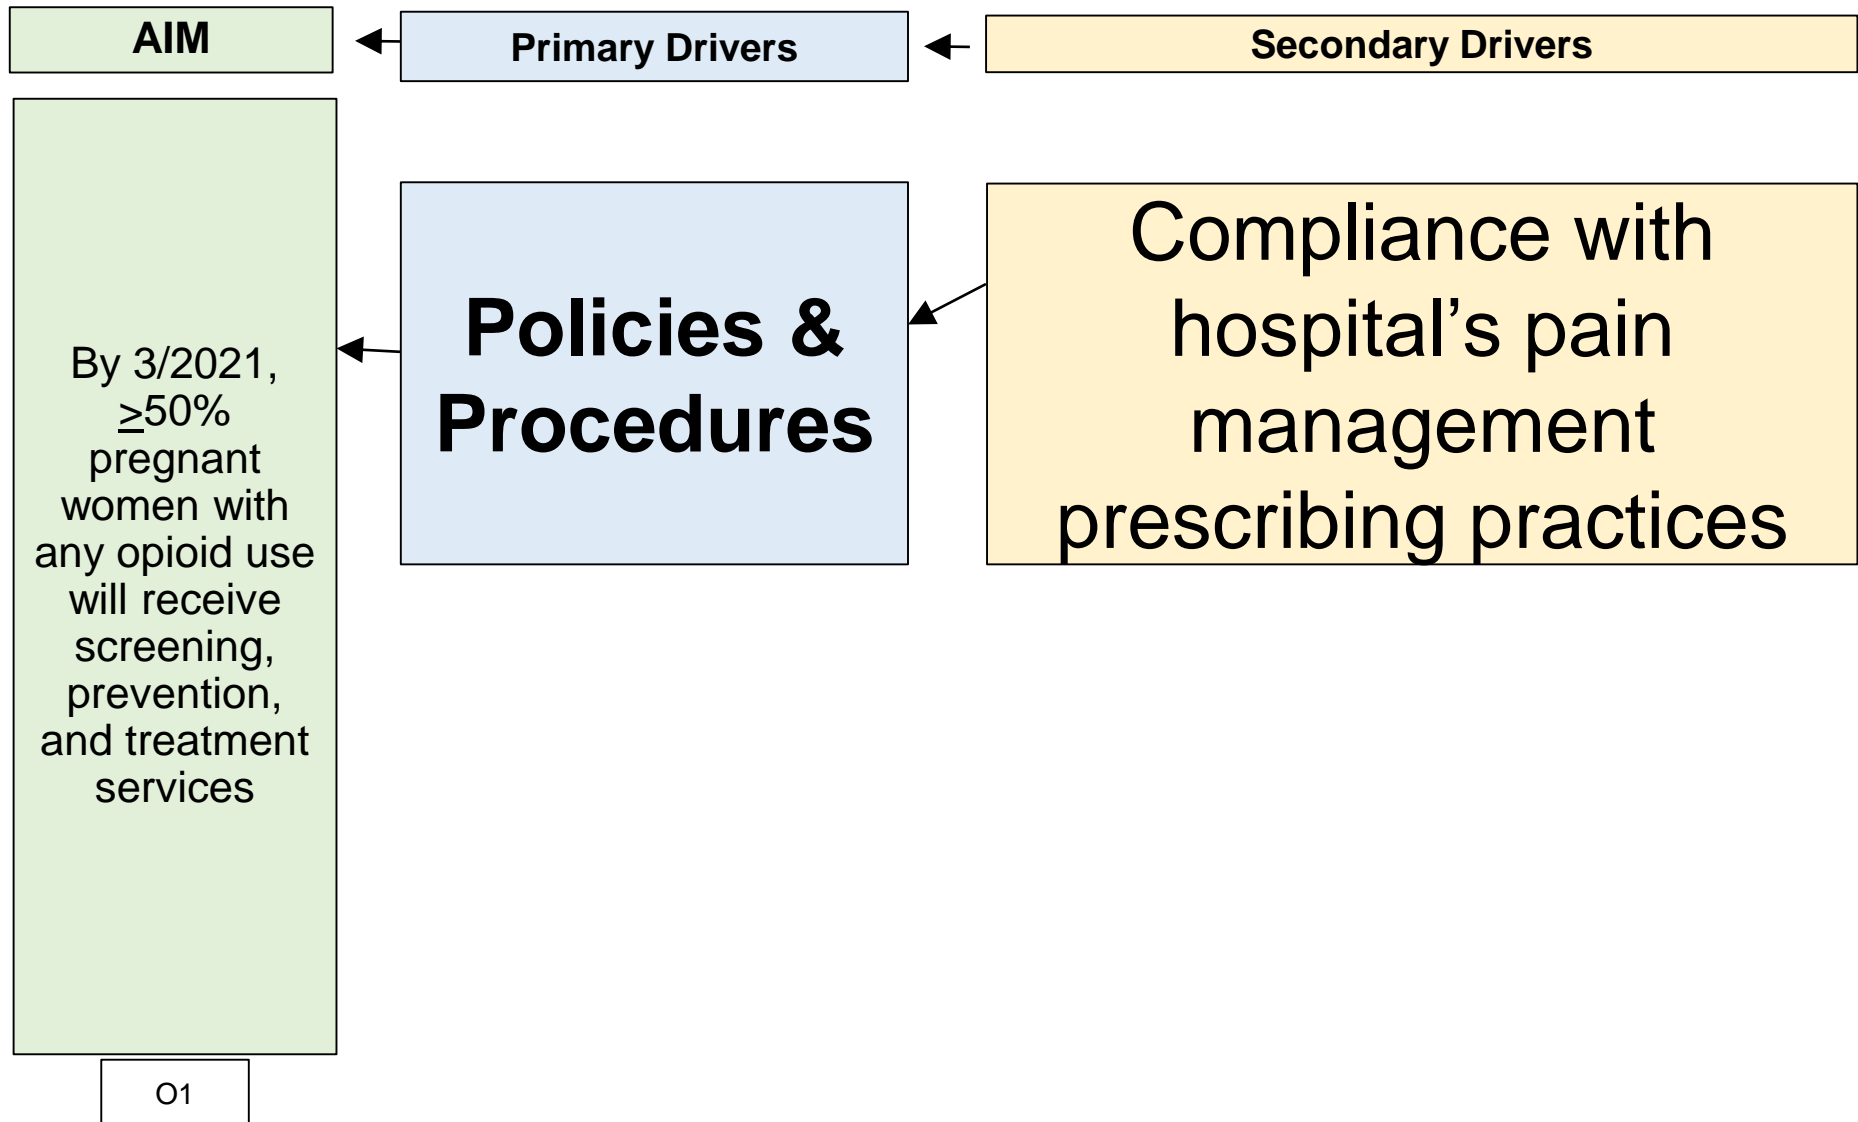 AIM
Primary Drivers
Secondary Drivers
By 3/2021,
≥50%
pregnant
women with
any opioid use
will receive
screening,
prevention,
and treatment
services
Policies &
Procedures
Compliance with
hospital’s pain
management
prescribing practices
O1